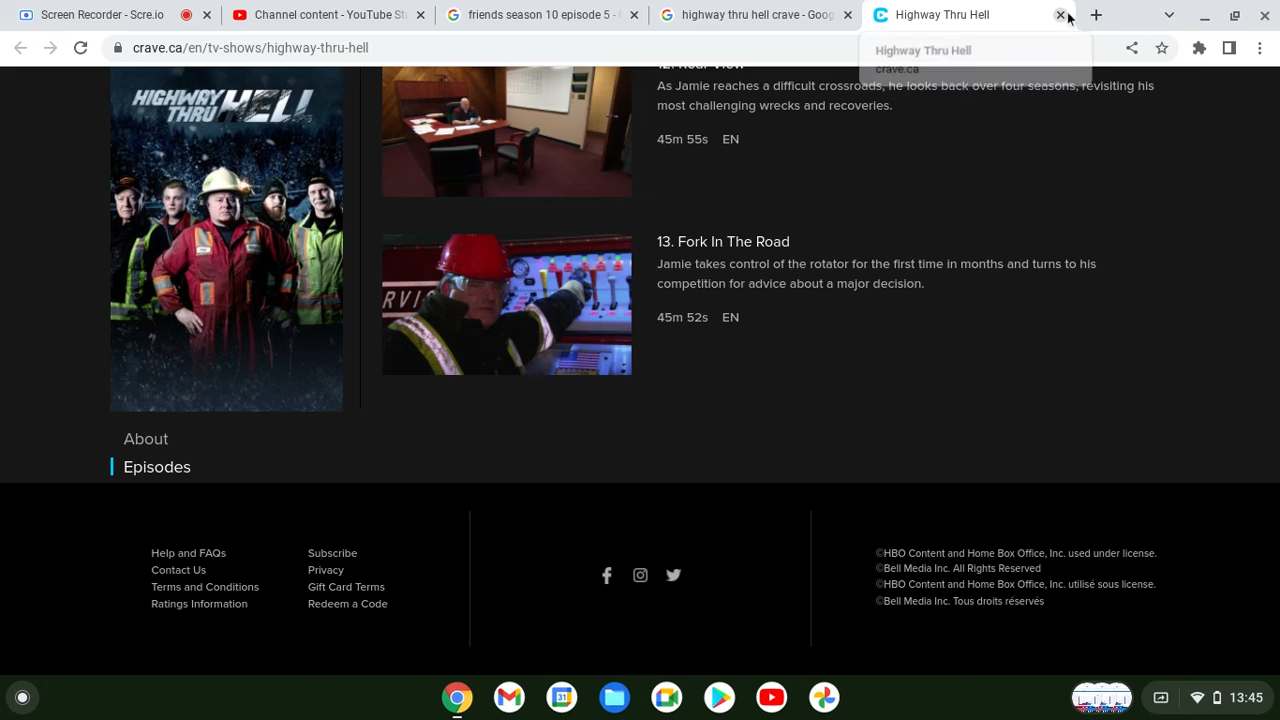 Screen Recorder - Scre.io
Channel content - YouTube St
friends season 10 episode 5 -
highway thru hell crave - Goog
Highway Thru Hell
crave.ca/en/tv-shows/highway-thru-hell
Highway Thru Hell
crave.ca
HIGHWAY
THRU HELL
12. Rear View
As Jamie reaches a difficult crossroads, he looks back over four seasons, revisiting his
most challenging wrecks and recoveries.
45m 55s EN
13. Fork In The Road
Jamie takes control of the rotator for the first time in months and turns to his
competition for advice about a major decision.
45m 52s EN
About
Episodes
Help and FAQs
Contact Us
Terms and Conditions
Ratings Information
Subscribe
Privacy
Gift Card Terms
Redeem a Code
©HBO Content and Home Box Office, Inc. used under license.
©Bell Media Inc. All Rights Reserved
©HBO Content and Home Box Office, Inc. utilisé sous license.
©Bell Media Inc. Tous droits réservés
31
13:45